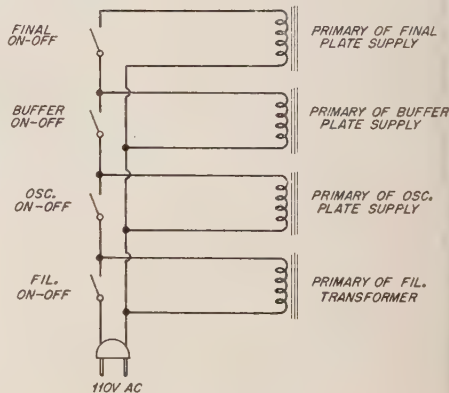 FINAL
ON-OFF
PRIMARY OF FINAL
PLATE SUPPLY
BUFFER
ON-OFF
PRIMARY OF BUFFER
PLATE SUPPLY
OSC.
ON-OFF
PRIMARY OF OSC.
PLATE SUPPLY
FIL.
ON-OFF
PRIMARY OF FIL.
TRANSFORMER
110V AC